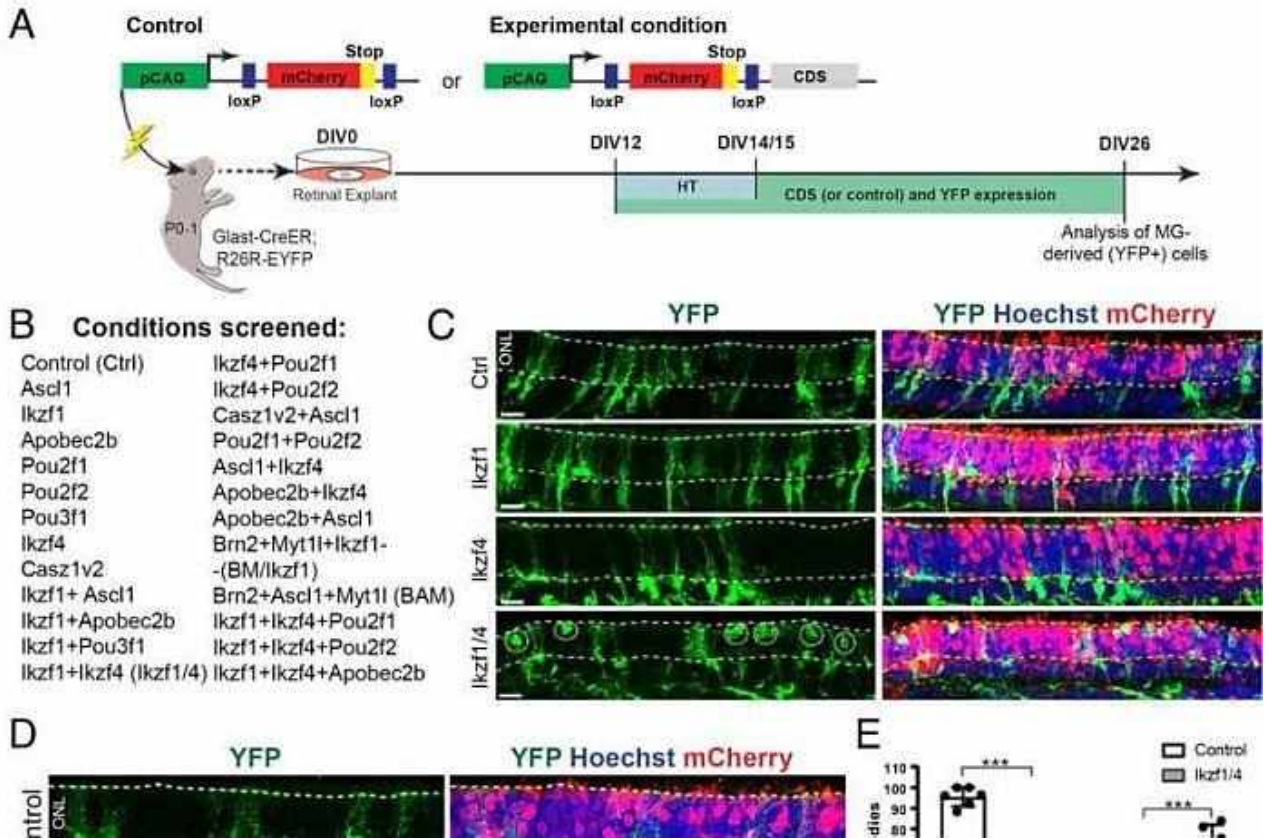 A
Control
Experimental condition
Stop
Stop
pCAG
mCherry
or
pCAG
mCherry
CDS
loxP
loxP
loxP
loxP
DIV0
DIV12
DIV14/15
DIV26
Retinal Explant
HT
CDS (or control) and YFP expression
P0-1
Glast-CreER;
R26R-EYFP
Analysis of MG-
derived (YFP+) cells
B
Conditions screened:
Control (Ctrl)
Ascl1
Ikzf1
Apobec2b
Pou2f1
Pou2f2
Pou3f1
Ikzf4
Casz1v2
Ikzf1+ Ascl1
Ikzf1+Apobec2b
Ikzf1+Pou3f1
Ikzf1+Ikzf4 (Ikzf1/4)
Ikzf4+Pou2f1
Ikzf4+Pou2f2
Casz1v2+Ascl1
Pou2f1+Pou2f2
Ascl1+Ikzf4
Apobec2b+Ikzf4
Apobec2b+Ascl1
Brn2+Myt1l+Ikzf1-
-(BM/Ikzf1)
Brn2+Ascl1+Myt1l (BAM)
Ikzf1+Ikzf4+Pou2f1
Ikzf1+Ikzf4+Pou2f2
Ikzf1+Ikzf4+Apobec2b
C
YFP
YFP Hoechst mCherry
ONL
Ctrl
Ikzf1
Ikzf4
Ikzf1/4
D
YFP
YFP Hoechst mCherry
ONL
ontrol
E
Control
Ikzf1/4
110
100
90
80
dies
***
***